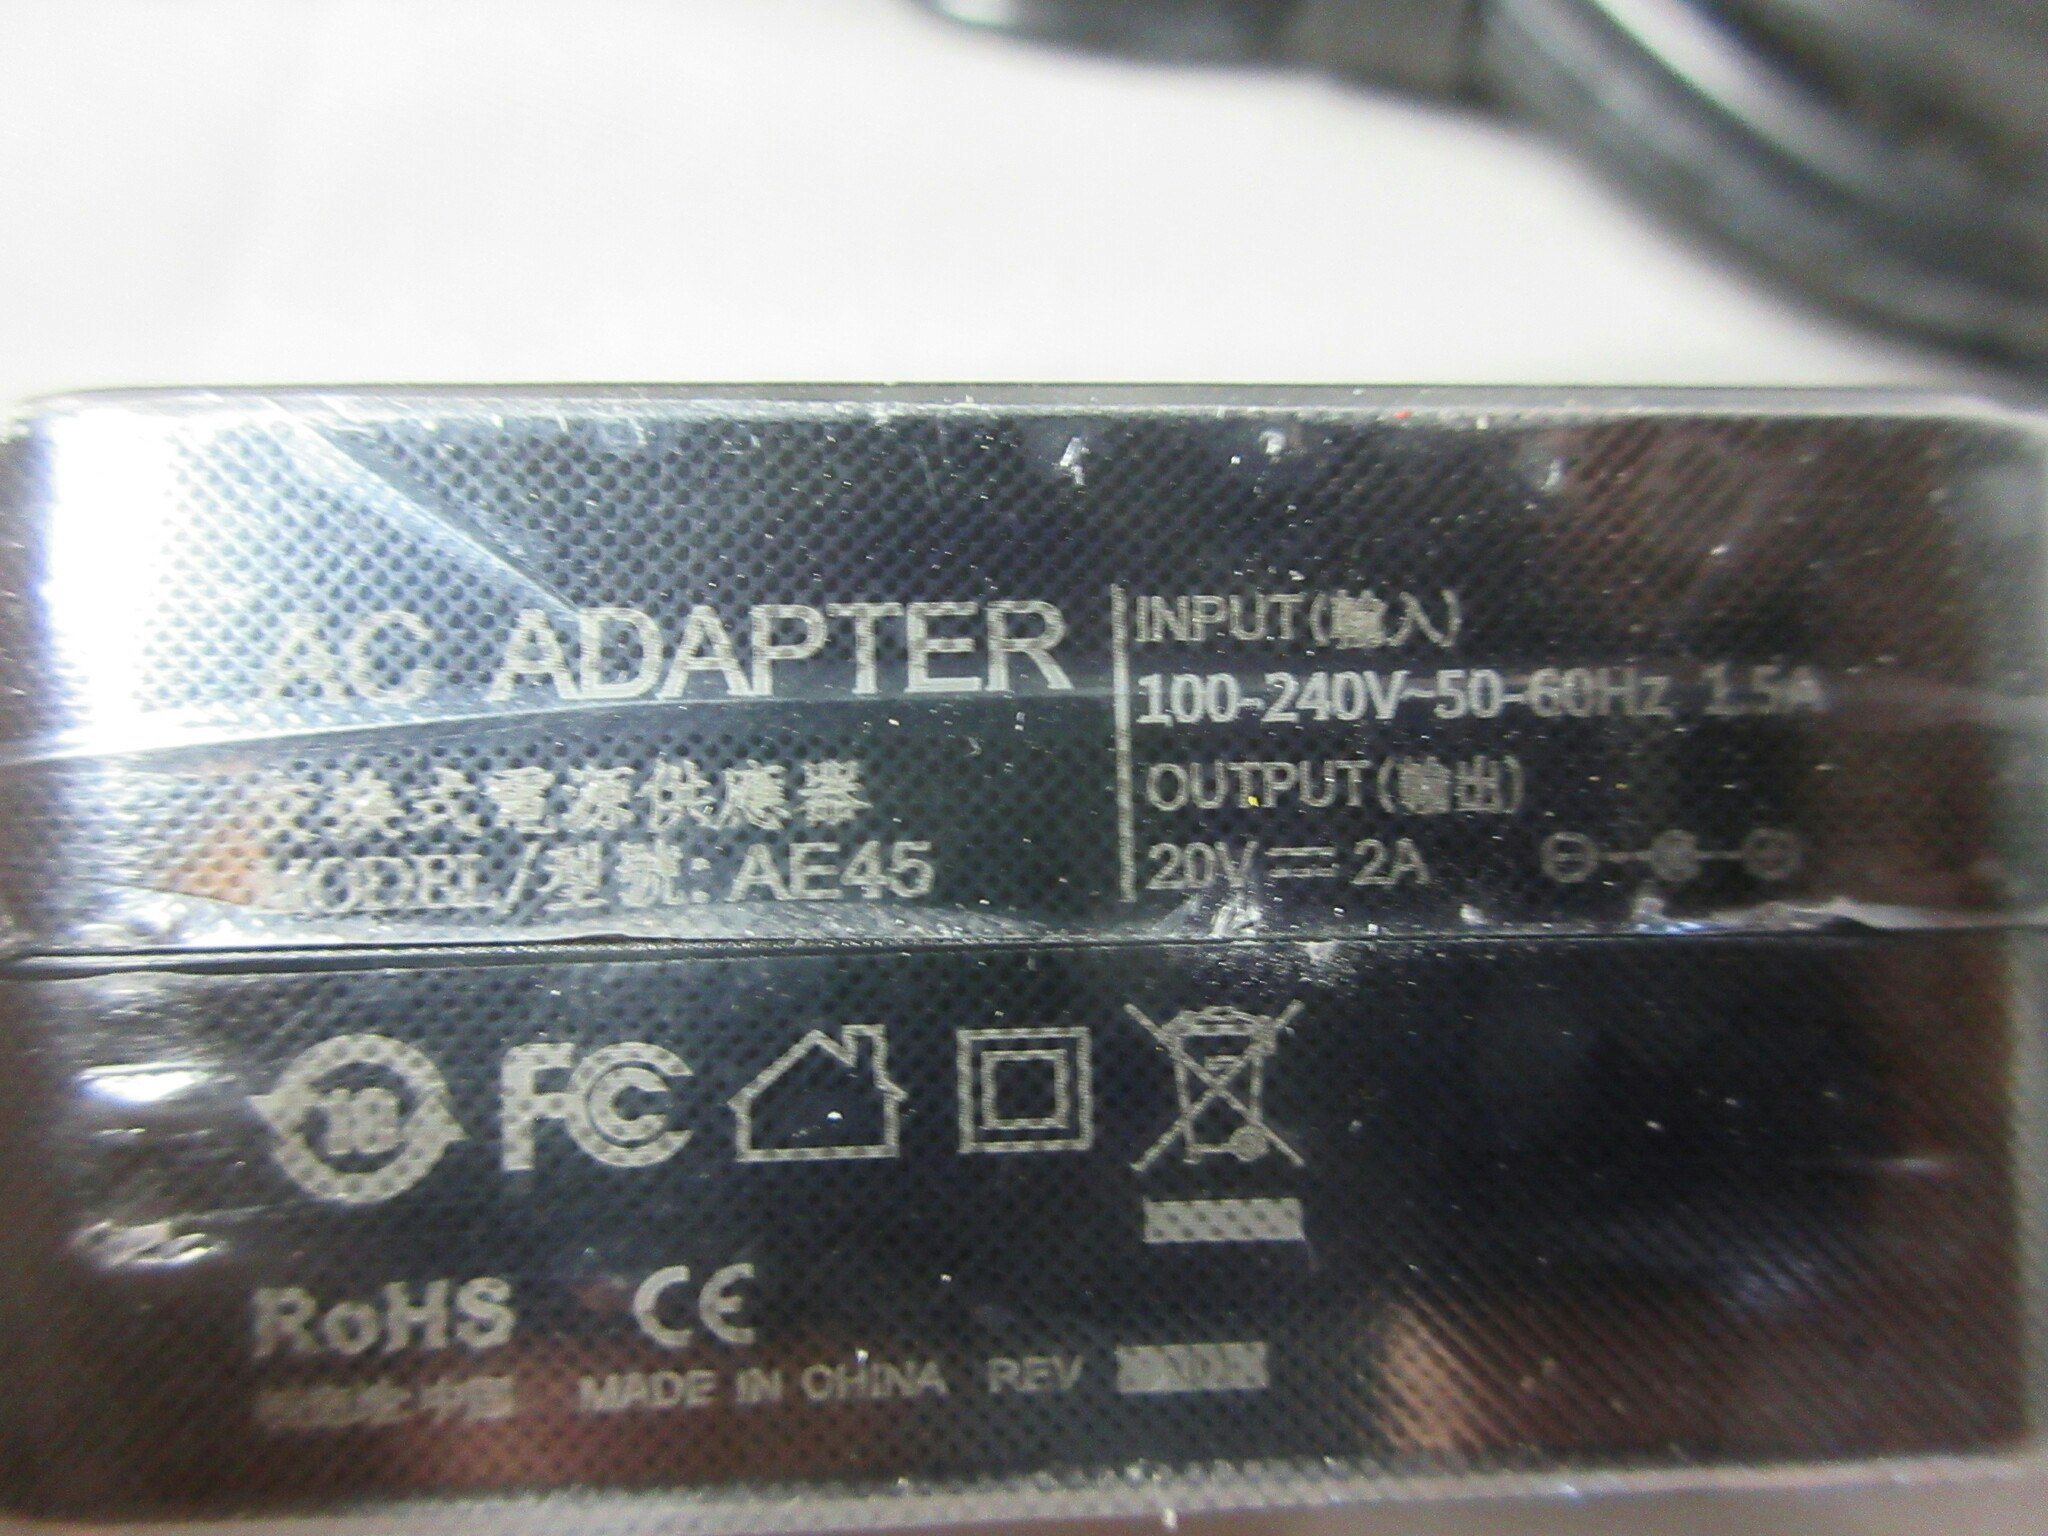 AC ADAPTER
交換式電源供應器
MODEL/型號: AE45
INPUT(輸入)
100-240V~50-60Hz 1.5A
OUTPUT(輸出)
20V⎓2A
FC
RoHS CE
MADE IN CHINA REV